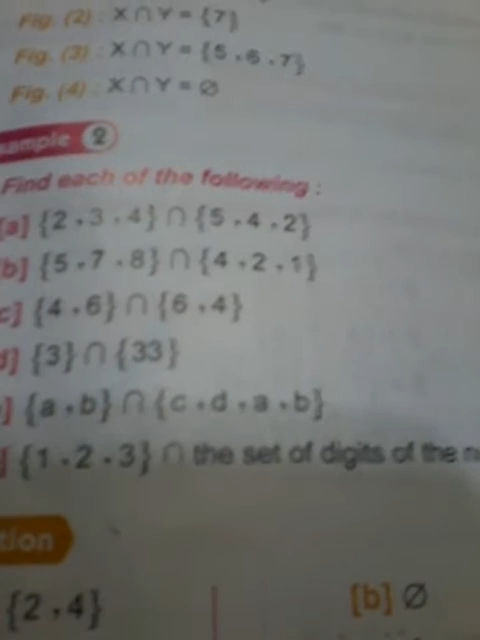 Fig. (2) : X ∩ Y = {7}
Fig. (3) : X ∩ Y = {5 , 6 , 7}
Fig. (4) : X ∩ Y = ∅
ample 2
Find each of the following :
[a] {2 , 3 , 4} ∩ {5 , 4 , 2}
b] {5 , 7 , 8} ∩ {4 , 2 , 1}
c] {4 , 6} ∩ {6 , 4}
d] {3} ∩ {33}
] {a , b} ∩ {c , d , a , b}
] {1 , 2 , 3} ∩ the set of digits of the n
tion
{2 , 4}
[b] ∅